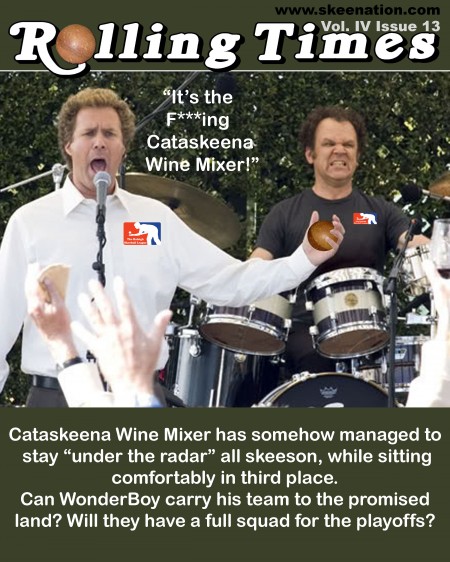 www.skeenation.com
Vol. IV Issue 13
Rolling Times
“It’s the
F***ing
Cataskeena
Wine Mixer!”
Cataskeena Wine Mixer has somehow managed to
stay “under the radar” all skeeson, while sitting
comfortably in third place.
Can WonderBoy carry his team to the promised
land? Will they have a full squad for the playoffs?